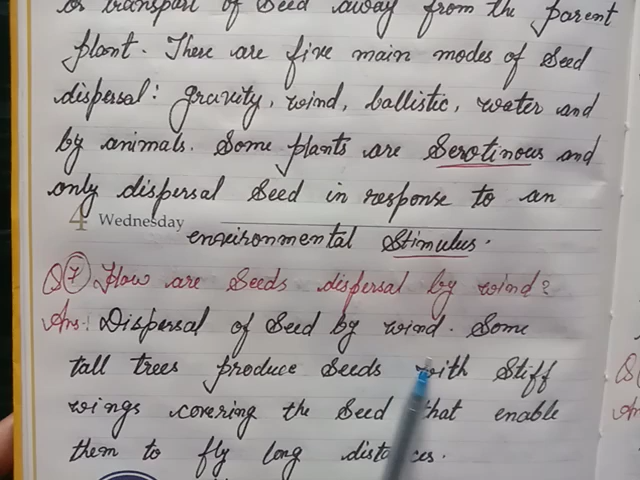 or transport of seed away from the parent
plant. There are five main modes of seed
dispersal: gravity, wind, ballistic, water and
by animals. Some plants are Serotinous and
only dispersal seed in response to an
4 Wednesday
environmental Stimulus.
Q 7 How are Seeds dispersal by wind?
Ans: Dispersal of Seed by wind. Some
tall trees produce seeds with stiff
wings covering the seed that enable
them to fly long